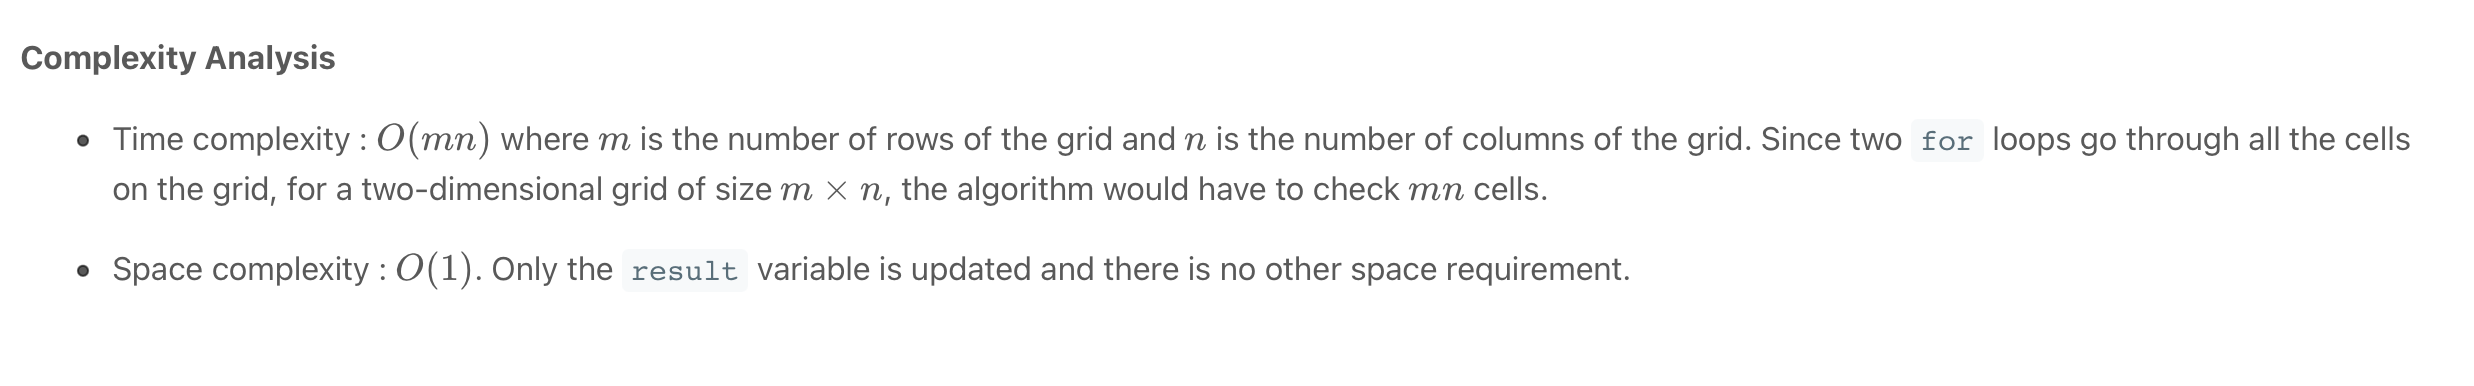 Complexity Analysis
• Time complexity : O(mn) where m is the number of rows of the grid and n is the number of columns of the grid. Since two for loops go through all the cells
on the grid, for a two-dimensional grid of size m × n, the algorithm would have to check mn cells.
• Space complexity : O(1). Only the result variable is updated and there is no other space requirement.